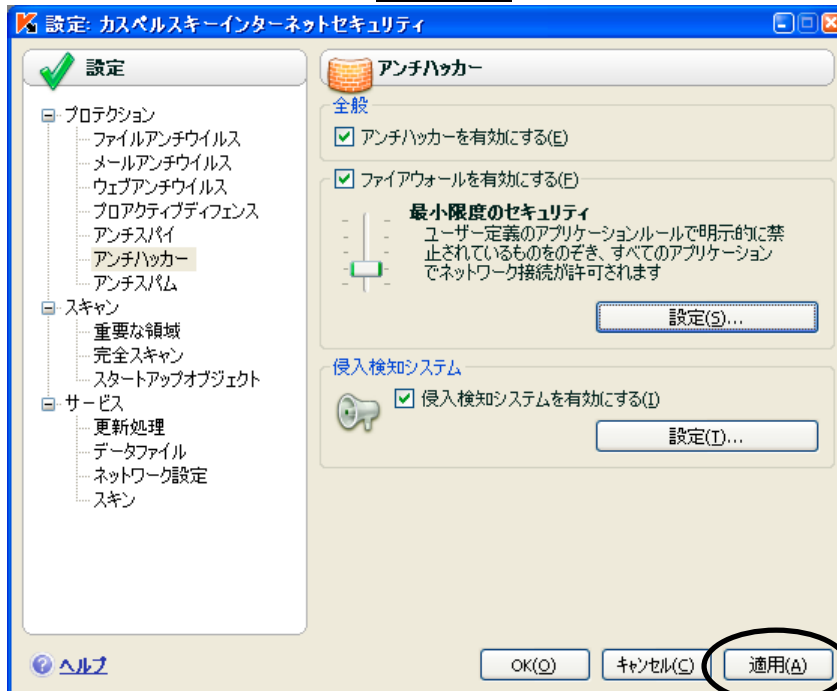 設定: カスペルスキーインターネットセキュリティ
設定
プロテクション
ファイルアンチウイルス
メールアンチウイルス
ウェブアンチウイルス
プロアクティブディフェンス
アンチスパイ
アンチハッカー
アンチスパム
スキャン
重要な領域
完全スキャン
スタートアップオブジェクト
サービス
更新処理
データファイル
ネットワーク設定
スキン
アンチハッカー
全般
アンチハッカーを有効にする(E)
ファイアウォールを有効にする(F)
最小限度のセキュリティ
ユーザー定義のアプリケーションルールで明示的に禁
止されているものをのぞき、すべてのアプリケーション
でネットワーク接続が許可されます
設定(S)...
侵入検知システム
侵入検知システムを有効にする(I)
設定(T)...
ヘルプ
OK(O)
キャンセル(C)
適用(A)